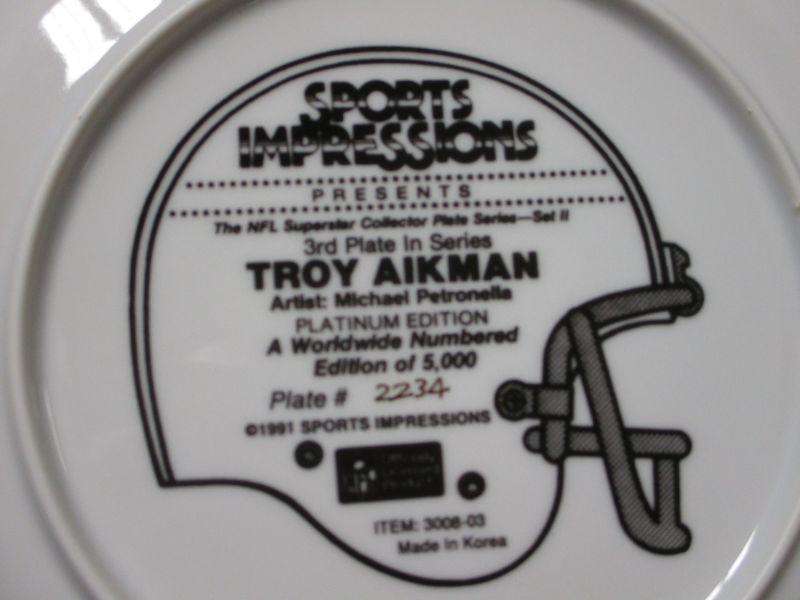 SPORTS
IMPRESSIONS
PRESENTS
The NFL Superstar Collector Plate Series—Set II
3rd Plate In Series
TROY AIKMAN
Artist: Michael Petronella
PLATINUM EDITION
A Worldwide Numbered
Edition of 5,000
Plate # 2234
©1991 SPORTS IMPRESSIONS
ITEM: 3008-03
Made in Korea